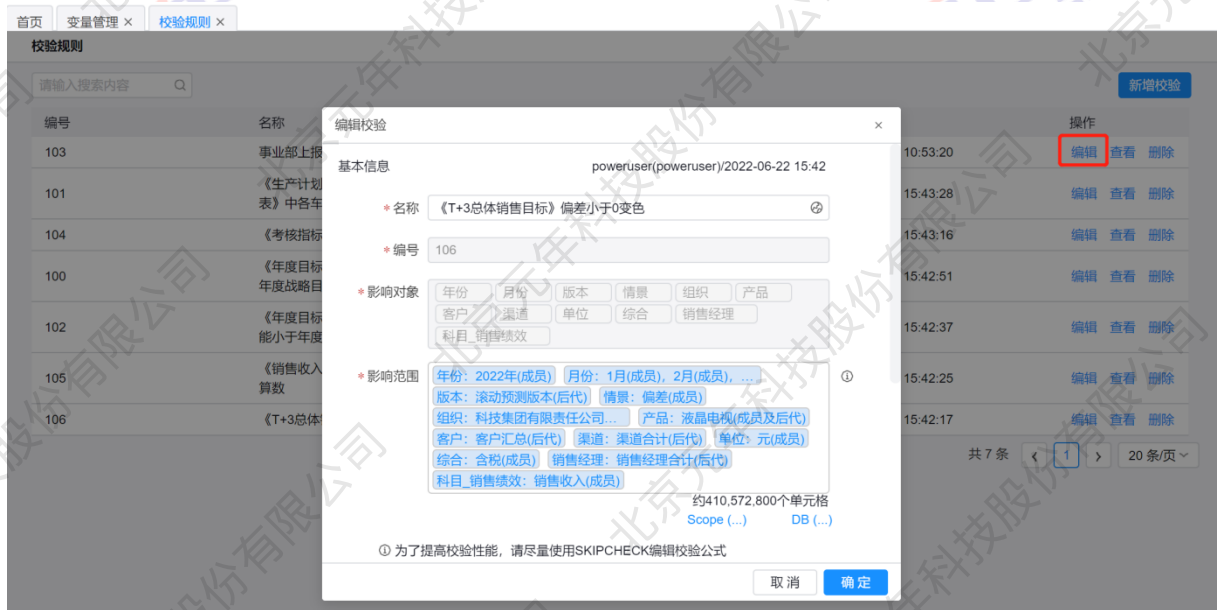 首页 变量管理 × 校验规则 ×
校验规则
请输入搜索内容 新增校验
编号 名称 操作
103 事业部上报 10:53:20 编辑 查看 删除
101 《生产计划 15:43:28 编辑 查看 删除
表》中各车
104 《考核指标 15:43:16 编辑 查看 删除
100 《年度目标 15:42:51 编辑 查看 删除
年度战略目
102 《年度目标 15:42:37 编辑 查看 删除
能小于年度
105 《销售收入 15:42:25 编辑 查看 删除
算数
106 《T+3总体 15:42:17 编辑 查看 删除
共 7 条 1 20 条/页
编辑校验 ×
基本信息 poweruser(poweruser)/2022-06-22 15:42
*名称 《T+3总体销售目标》偏差小于0变色
*编号 106
*影响对象 年份 月份 版本 情景 组织 产品
客户 渠道 单位 综合 销售经理
科目_销售绩效
*影响范围 年份：2022年(成员) 月份：1月(成员)，2月(成员)，...
版本：滚动预测版本(后代) 情景：偏差(成员)
组织：科技集团有限责任公司... 产品：液晶电视(成员及后代)
客户：客户汇总(后代) 渠道：渠道合计(后代) 单位：元(成员)
综合：含税(成员) 销售经理：销售经理合计(后代)
科目_销售绩效：销售收入(成员)
约410,572,800个单元格
Scope (...) DB (...)
为了提高校验性能，请尽量使用SKIPCHECK编辑校验公式
取 消 确 定
北京元年科技股份有限公司